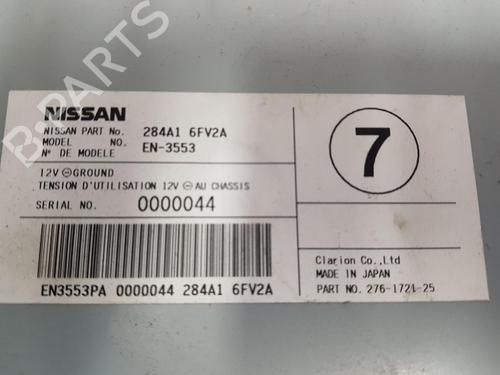 NISSAN
NISSAN PART No. 284A1 6FV2A
MODEL NO. EN-3553
N° DE MODELE
12V ⊖GROUND
TENSION D'UTILISATION 12V ⊖ AU CHASSIS
SERIAL NO. 0000044
EN3553PA 0000044 284A1 6FV2A
7
Clarion Co.,Ltd
MADE IN JAPAN
PART NO. 276-1721-25
B-PARTS